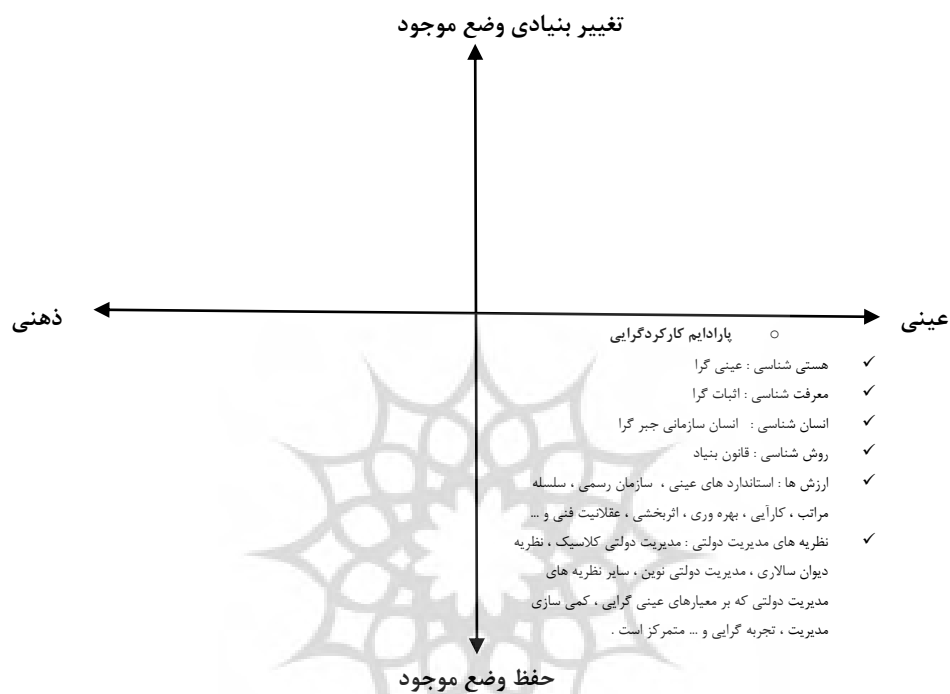 تغییر بنیادی وضع موجود
عینی
ذهنی
○ پارادایم کارکردگرایی
✓ هستی شناسی : عینی گرا
✓ معرفت شناسی : اثبات گرا
✓ انسان شناسی : انسان سازمانی جبر گرا
✓ روش شناسی : قانون بنیاد
✓ ارزش ها : استاندارد های عینی ، سازمان رسمی ، سلسله
مراتب ، کارآیی ، بهره وری ، اثربخشی ، عقلانیت فنی و ...
✓ نظریه های مدیریت دولتی : مدیریت دولتی کلاسیک ، نظریه
دیوان سالاری ، مدیریت دولتی نوین ، سایر نظریه های
مدیریت دولتی که بر معیارهای عینی گرایی ، کمی سازی
مدیریت ، تجربه گرایی و ... متمرکز است .
حفظ وضع موجود